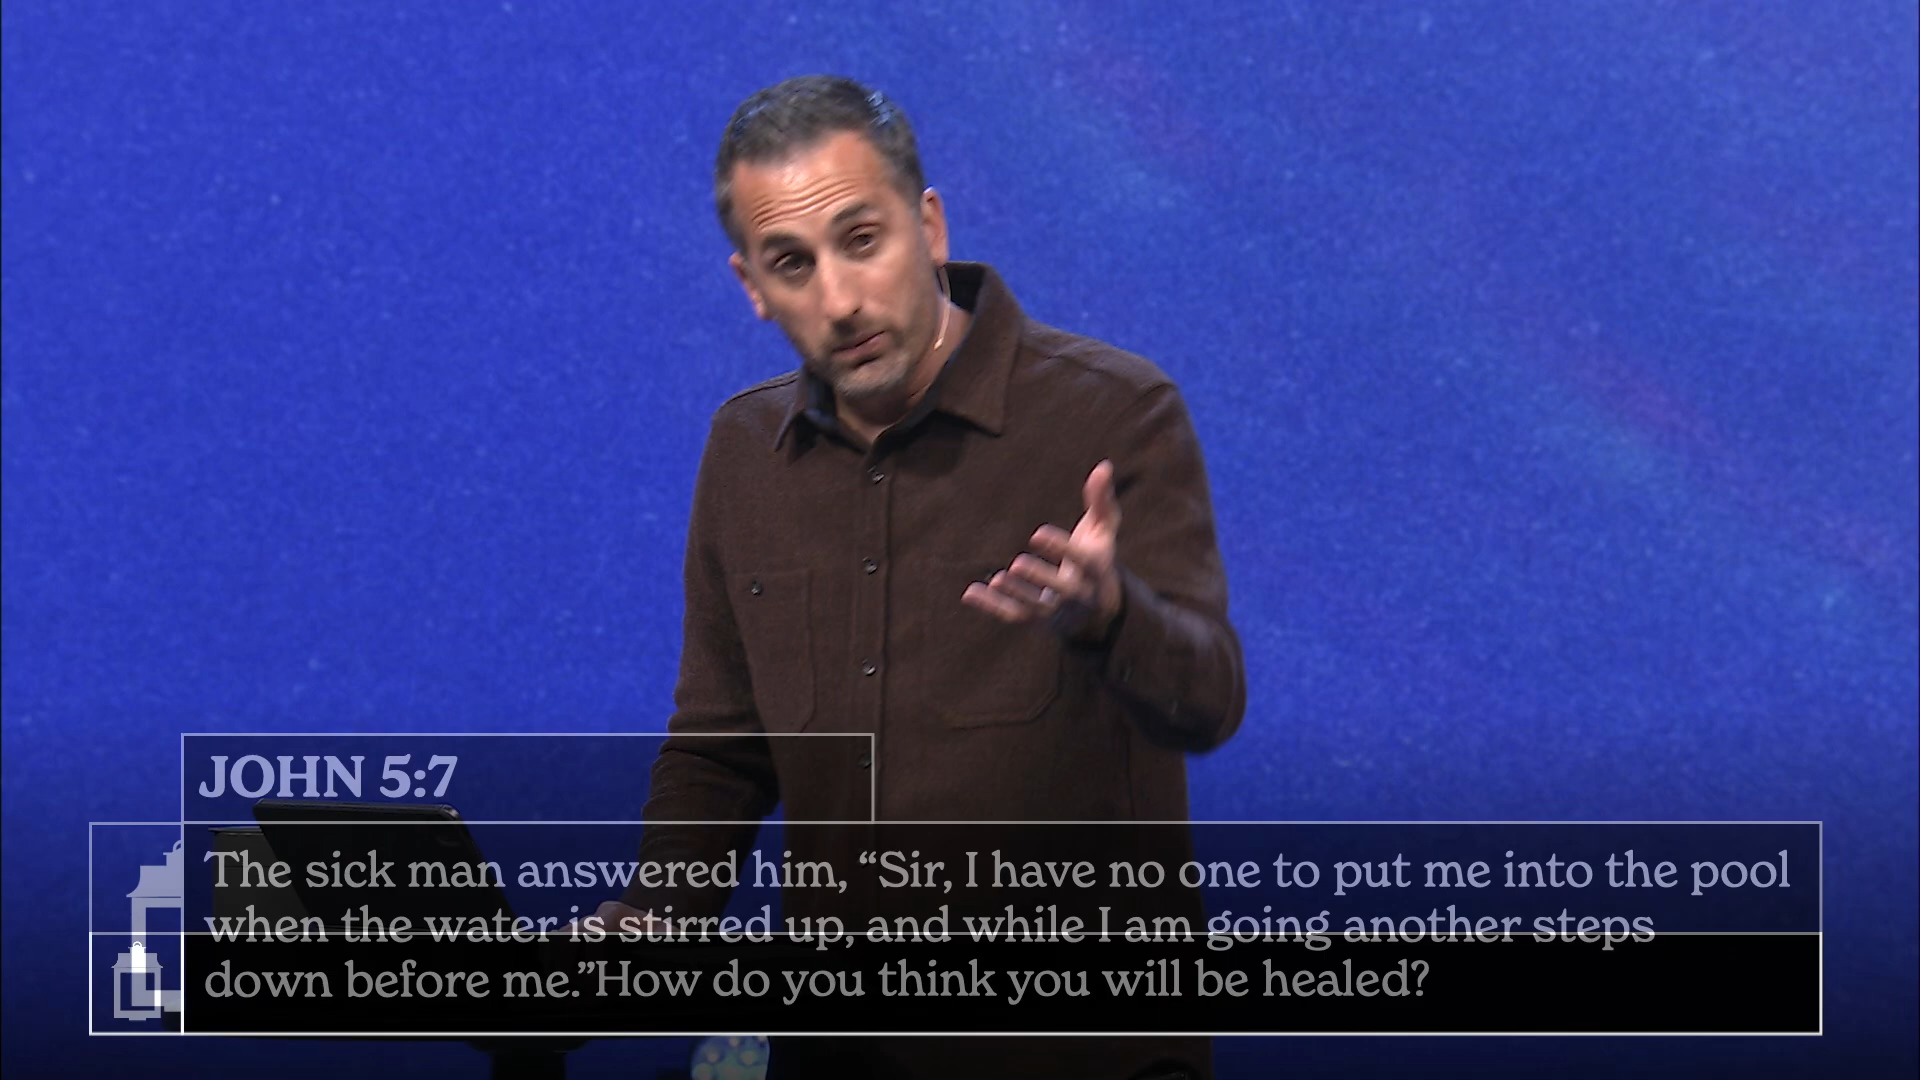 JOHN 5:7
The sick man answered him, “Sir, I have no one to put me into the pool
when the water is stirred up, and while I am going another steps
down before me.”How do you think you will be healed?